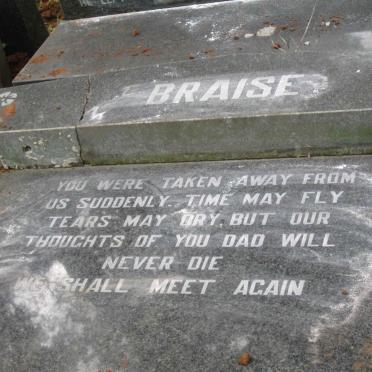 BRAISE
YOU WERE TAKEN AWAY FROM
US SUDDENLY. TIME MAY FLY
TEARS MAY DRY, BUT OUR
THOUGHTS OF YOU DAD WILL
NEVER DIE
WE SHALL MEET AGAIN